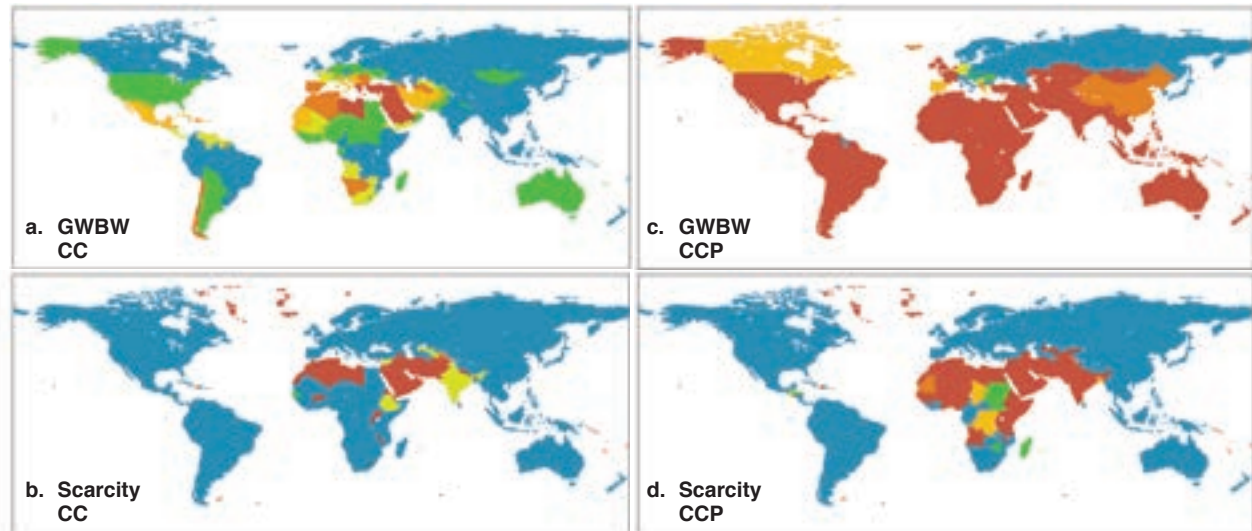 a. GWBW
CC
c. GWBW
CCP
b. Scarcity
CC
d. Scarcity
CCP